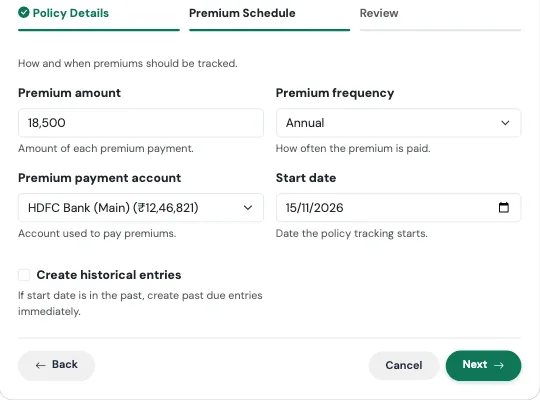 Policy Details
Premium Schedule
Review
How and when premiums should be tracked.
Premium amount
Premium frequency
18,500
Annual
Amount of each premium payment.
How often the premium is paid.
Premium payment account
Start date
HDFC Bank (Main) (₹12,46,821)
15/11/2026
Account used to pay premiums.
Date the policy tracking starts.
Create historical entries
If start date is in the past, create past due entries
immediately.
← Back
Cancel
Next →